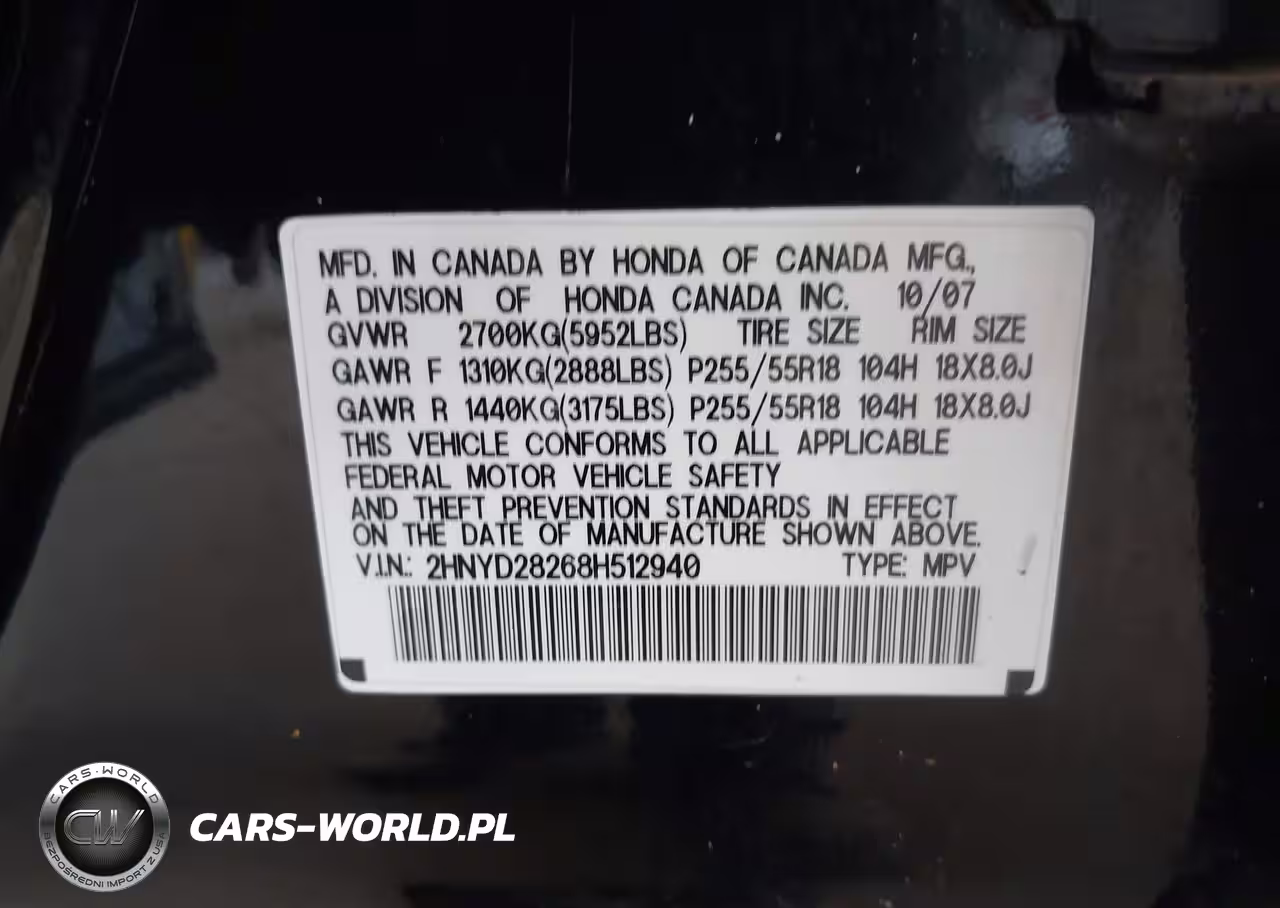 MFD. IN CANADA BY HONDA OF CANADA MFG.,
A DIVISION OF HONDA CANADA INC. 10/07
GVWR 2700KG(5952LBS) TIRE SIZE RIM SIZE
GAWR F 1310KG(2888LBS) P255/55R18 104H 18X8.0J
GAWR R 1440KG(3175LBS) P255/55R18 104H 18X8.0J
THIS VEHICLE CONFORMS TO ALL APPLICABLE
FEDERAL MOTOR VEHICLE SAFETY
AND THEFT PREVENTION STANDARDS IN EFFECT
ON THE DATE OF MANUFACTURE SHOWN ABOVE.
V.I.N.: 2HNYD28268H512940 TYPE: MPV
CARS-WORLD
CW
BEZPOŚREDNI IMPORT Z USA
CARS-WORLD.PL